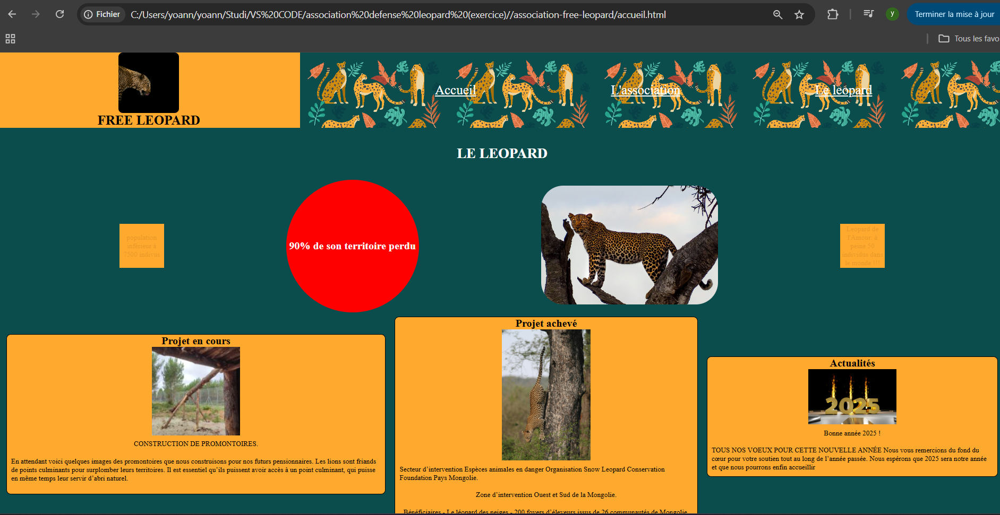 Fichier
C:/Users/yoann/yoann/Studi/VS%20CODE/association%20defense%20leopard%20(exercice)//association-free-leopard/accueil.html
y
Terminer la mise à jour
Tous les favo
FREE LEOPARD
Accueil
L'association
Le leopard
LE LEOPARD
population
inférieur à
7500 indivus
90% de son territoire perdu
Leopard de
l'Amour: à
peine 50
individus dans
le monde !!!
Projet en cours
CONSTRUCTION DE PROMONTOIRES.
En attendant voici quelques images des promontoires que nous construisons pour nos futurs pensionnaires. Les lions sont friands
de points culminants pour surplomber leurs territoires. Il est essentiel qu’ils puissent avoir accès à un point culminant, qui puisse
en même temps leur servir d’abri naturel.
Projet achevé
Secteur d’intervention Espèces animales en danger Organisation Snow Leopard Conservation
Foundation Pays Mongolie.
Zone d’intervention Ouest et Sud de la Mongolie.
Bénéficiaires - Le léopard des neiges - 200 foyers d’éleveurs issus de 26 communautés de Mongolie
Actualités
2025
Bonne année 2025 !
TOUS NOS VOEUX POUR CETTE NOUVELLE ANNÉE Nous vous remercions du fond du
cœur pour votre soutien tout au long de l’année passée. Nous espérons que 2025 sera notre année
et que nous pourrons enfin accueillir